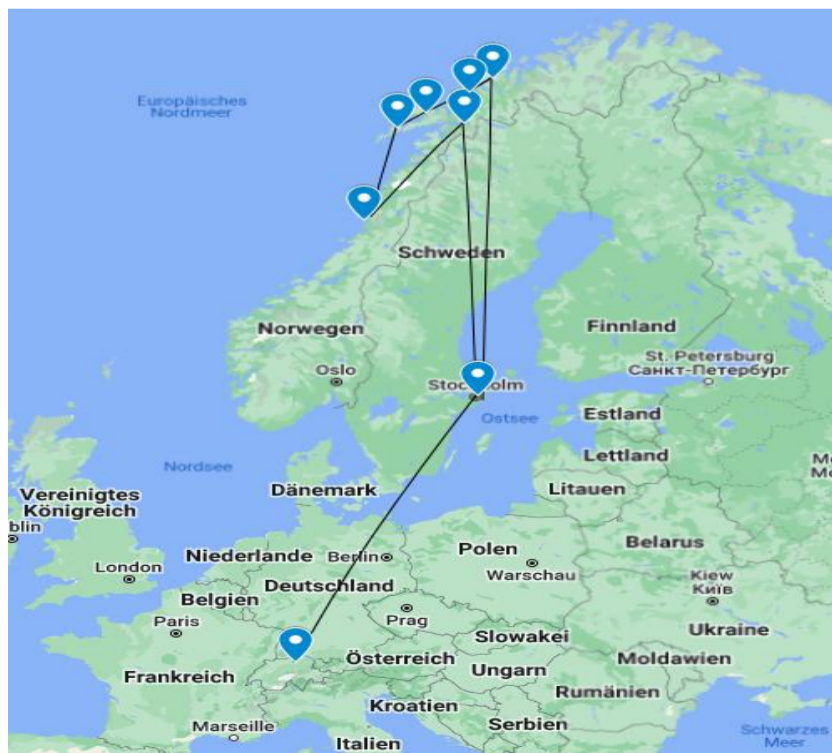 Europäisches
Nordmeer
Schweden
Norwegen
Finnland
Oslo
St. Petersburg
Санкт-Петербург
Ostsee
Estland
Nordsee
Lettland
Dänemark
Litauen
Vereinigtes
Königreich
blin
Niederlande
Berlin
Polen
Belarus
London
Warschau
Deutschland
Belgien
Kiew
Київ
Paris
Prag
Ukraine
Slowakei
Österreich
Moldawien
Frankreich
Ungarn
Rumänien
Kroatien
Marseille
Serbien
Schwarzes
Meer
Italien